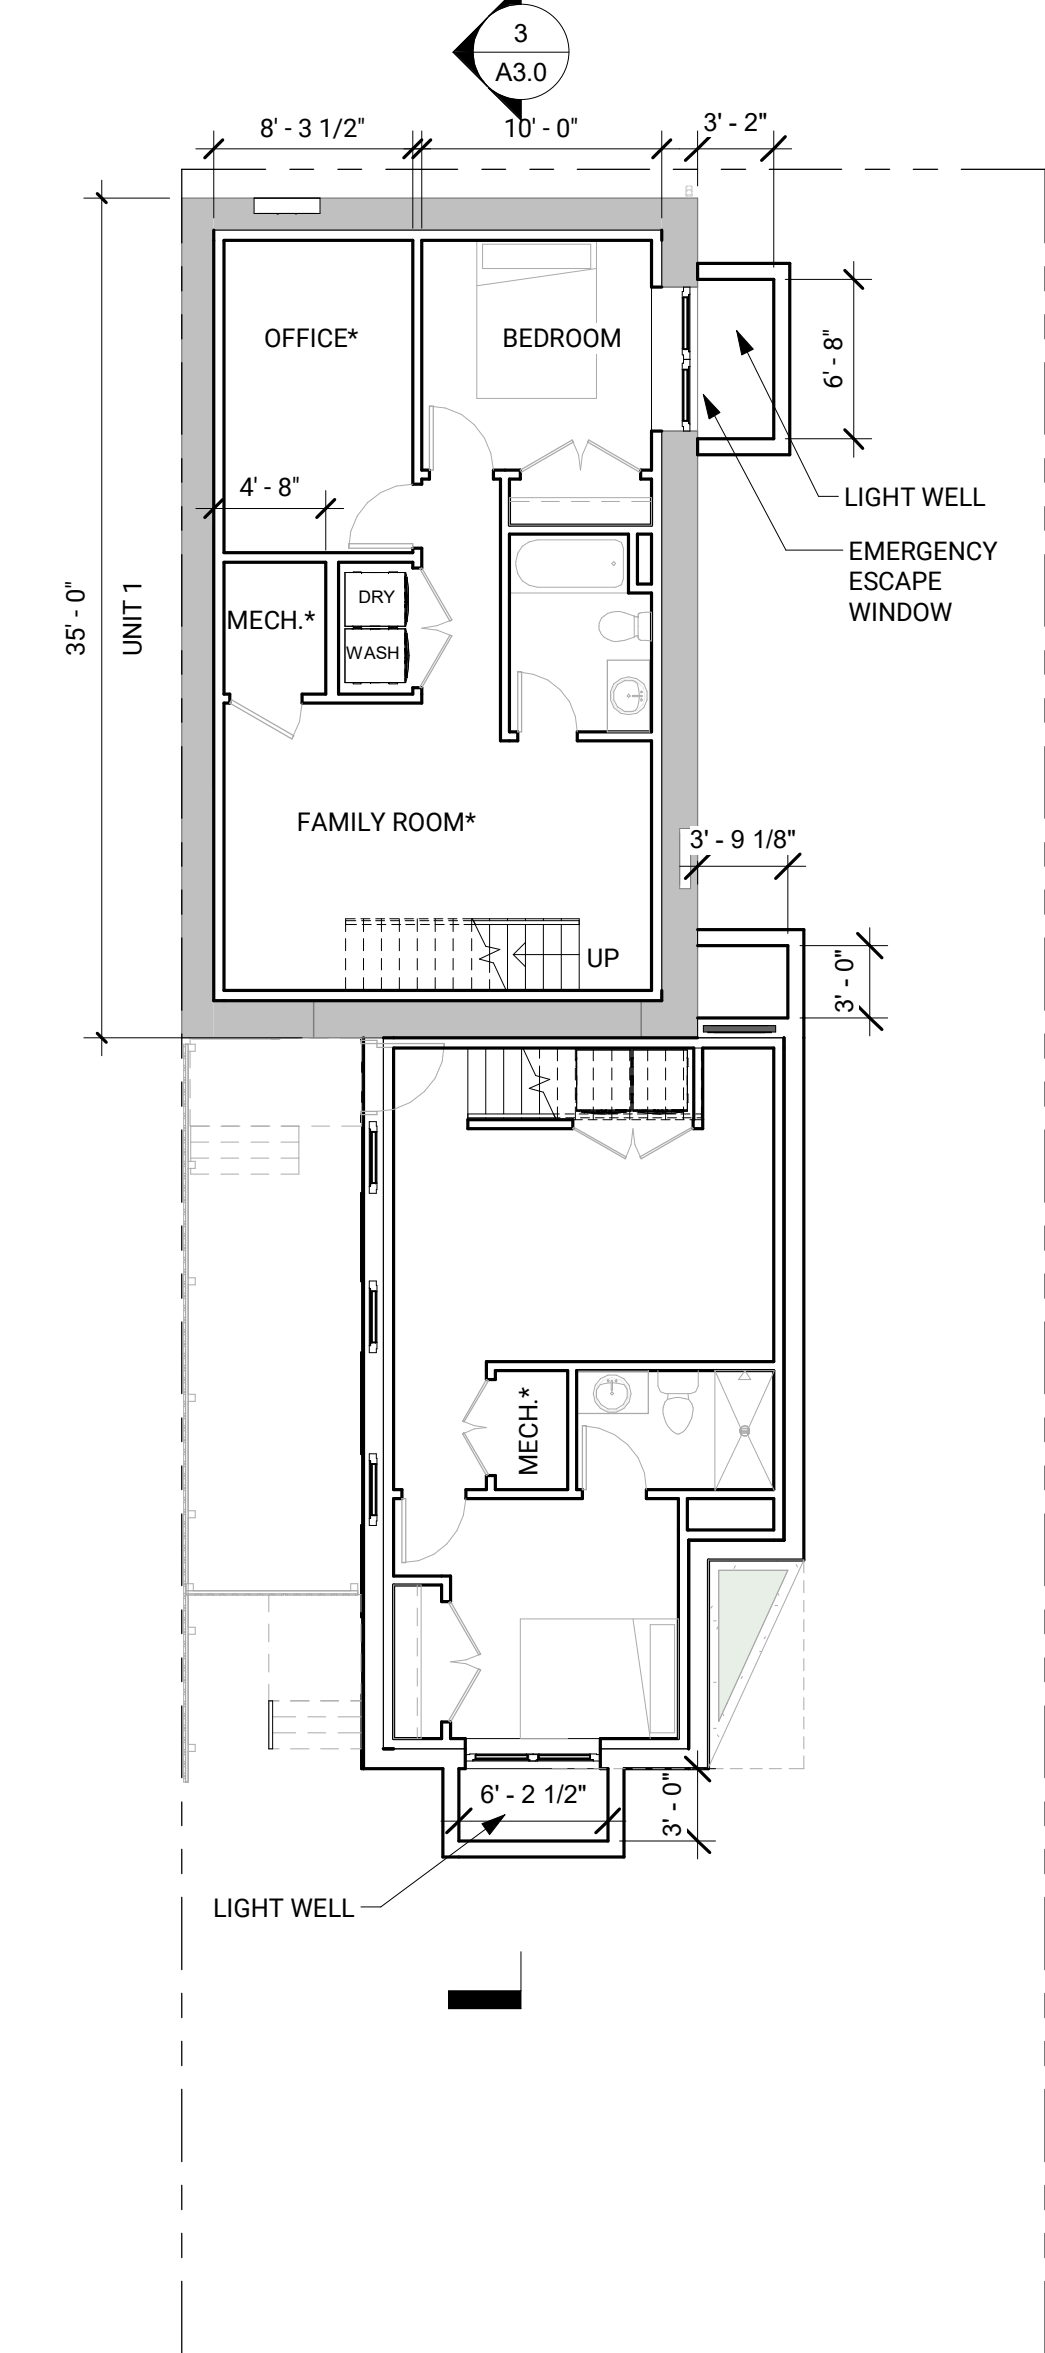 3
A3.0
8' - 3 1/2"
10' - 0"
3' - 2"
OFFICE*
BEDROOM
6' - 8"
4' - 8"
LIGHT WELL
EMERGENCY
ESCAPE
WINDOW
35' - 0"
UNIT 1
MECH.*
DRY
WASH
FAMILY ROOM*
3' - 9 1/8"
UP
3' - 0"
MECH.*
6' - 2 1/2"
3' - 0"
LIGHT WELL